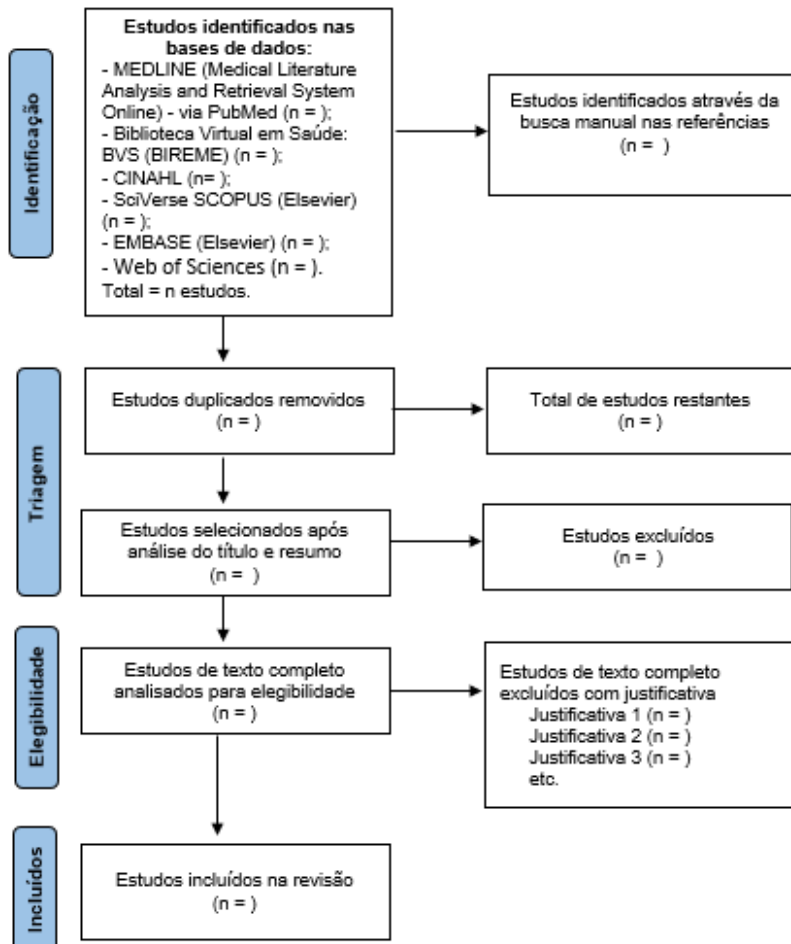 Identificação
Estudos identificados nas
bases de dados:
- MEDLINE (Medical Literature
Analysis and Retrieval System
Online) - via PubMed (n = );
- Biblioteca Virtual em Saúde:
BVS (BIREME) (n = );
- CINAHL (n= );
- SciVerse SCOPUS (Elsevier)
(n = );
- EMBASE (Elsevier) (n = );
- Web of Sciences (n = ).
Total = n estudos.
Estudos identificados através da
busca manual nas referências
(n =  )
Triagem
Estudos duplicados removidos
(n = )
Total de estudos restantes
(n = )
Estudos selecionados após
análise do título e resumo
(n =  )
Estudos excluídos
(n =  )
Elegibilidade
Estudos de texto completo
analisados para elegibilidade
(n = )
Estudos de texto completo
excluídos com justificativa
Justificativa 1 (n = )
Justificativa 2 (n = )
Justificativa 3 (n = )
etc.
Incluídos
Estudos incluídos na revisão
(n = )